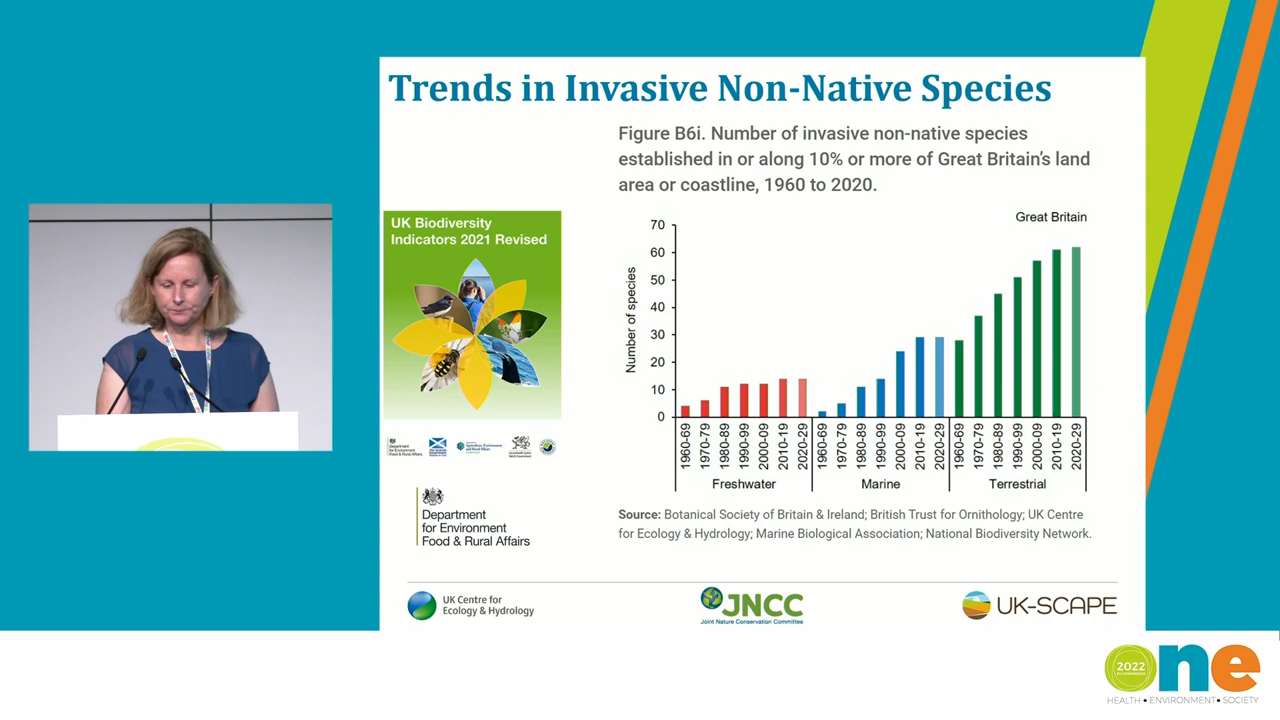 Trends in Invasive Non-Native Species
Figure B6i. Number of invasive non-native species
established in or along 10% or more of Great Britain's land
area or coastline, 1960 to 2020.
UK Biodiversity
Indicators 2021 Revised
Great Britain
Number of species
70
60
50
40
30
20
10
0
1960-69
1970-79
1980-89
1990-99
2000-09
2010-19
2020-29
1960-69
1970-79
1980-89
1990-99
2000-09
2010-19
2020-29
1960-69
1970-79
1980-89
1990-99
2000-09
2010-19
2020-29
Freshwater
Marine
Terrestrial
Source: Botanical Society of Britain & Ireland; British Trust for Ornithology; UK Centre
for Ecology & Hydrology; Marine Biological Association; National Biodiversity Network.
Department
for Environment
Food & Rural Affairs
Department
for Environment
Food & Rural Affairs
UK Centre for
Ecology & Hydrology
JNCC
Joint Nature Conservation Committee
UK-SCAPE
2022
one
HEALTH • ENVIRONMENT • SOCIETY